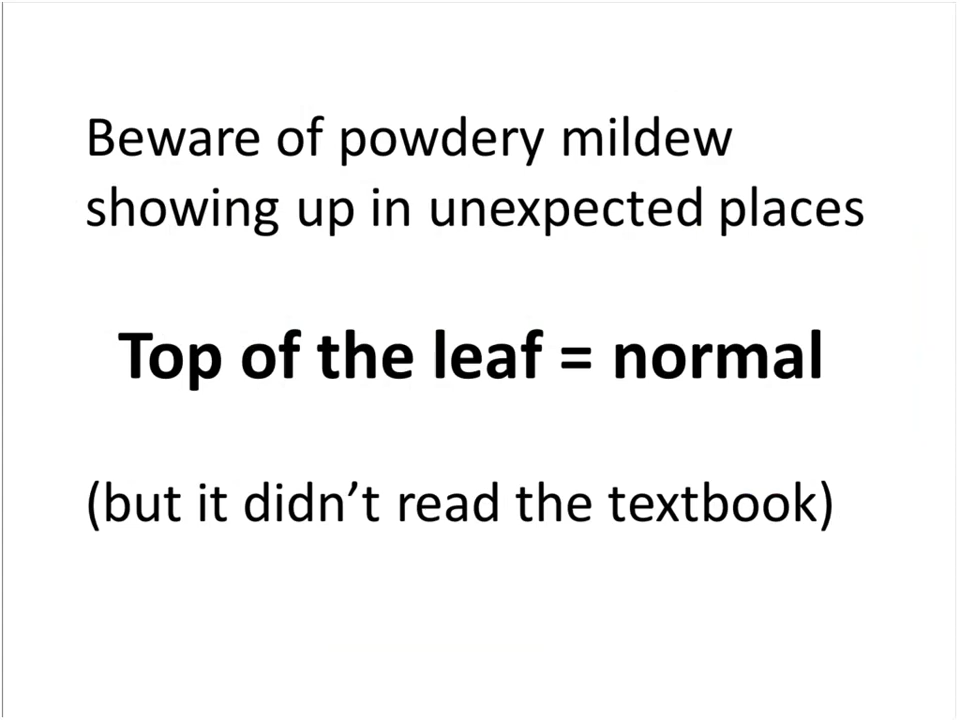 Beware of powdery mildew
showing up in unexpected places
Top of the leaf = normal
(but it didn’t read the textbook)